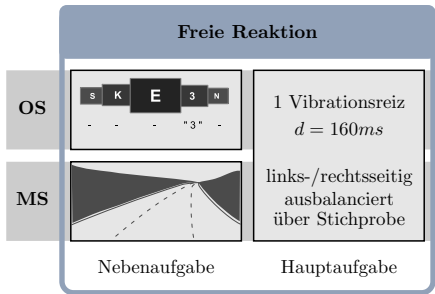 Freie Reaktion
OS
S K E 3 N
- - - "3" -
1 Vibrationsreiz
d = 160ms
MS
links-/rechtsseitig
ausbalanciert
über Stichprobe
Nebenaufgabe
Hauptaufgabe